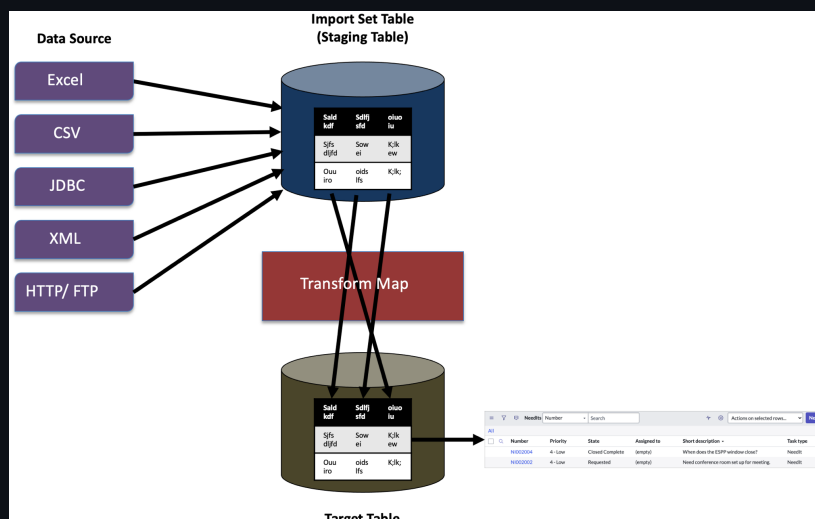 Import Set Table
(Staging Table)
Data Source
Excel
CSV
JDBC
XML
HTTP/ FTP
Sald kdf Sdlfj sfd oiuo iu
Sjfs dljfd Sow ei K;lk ew
Ouu iro oids lfs K;lk;
Transform Map
Sald kdf Sdlfj sfd oiuo iu
Sjfs dljfd Sow ei K;lk ew
Ouu iro oids lfs K;lk;
Target Table
Needits Number Search Actions on selected rows...
All
Number Priority State Assigned to Short description Task type
NI002004 4 - Low Closed Complete (empty) When does the ESPP window close? Needit
NI002002 4 - Low Requested (empty) Need conference room set up for meeting. Needit